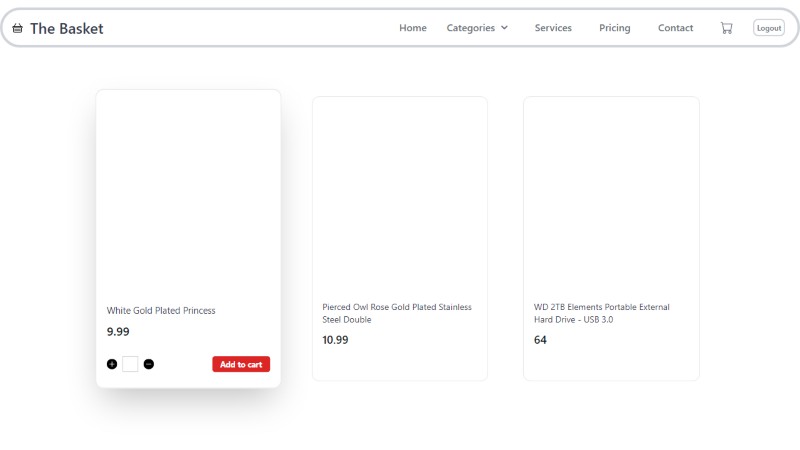 The Basket
Home Categories Services Pricing Contact Logout
White Gold Plated Princess
9.99
Add to cart
Pierced Owl Rose Gold Plated Stainless
Steel Double
10.99
WD 2TB Elements Portable External
Hard Drive - USB 3.0
64